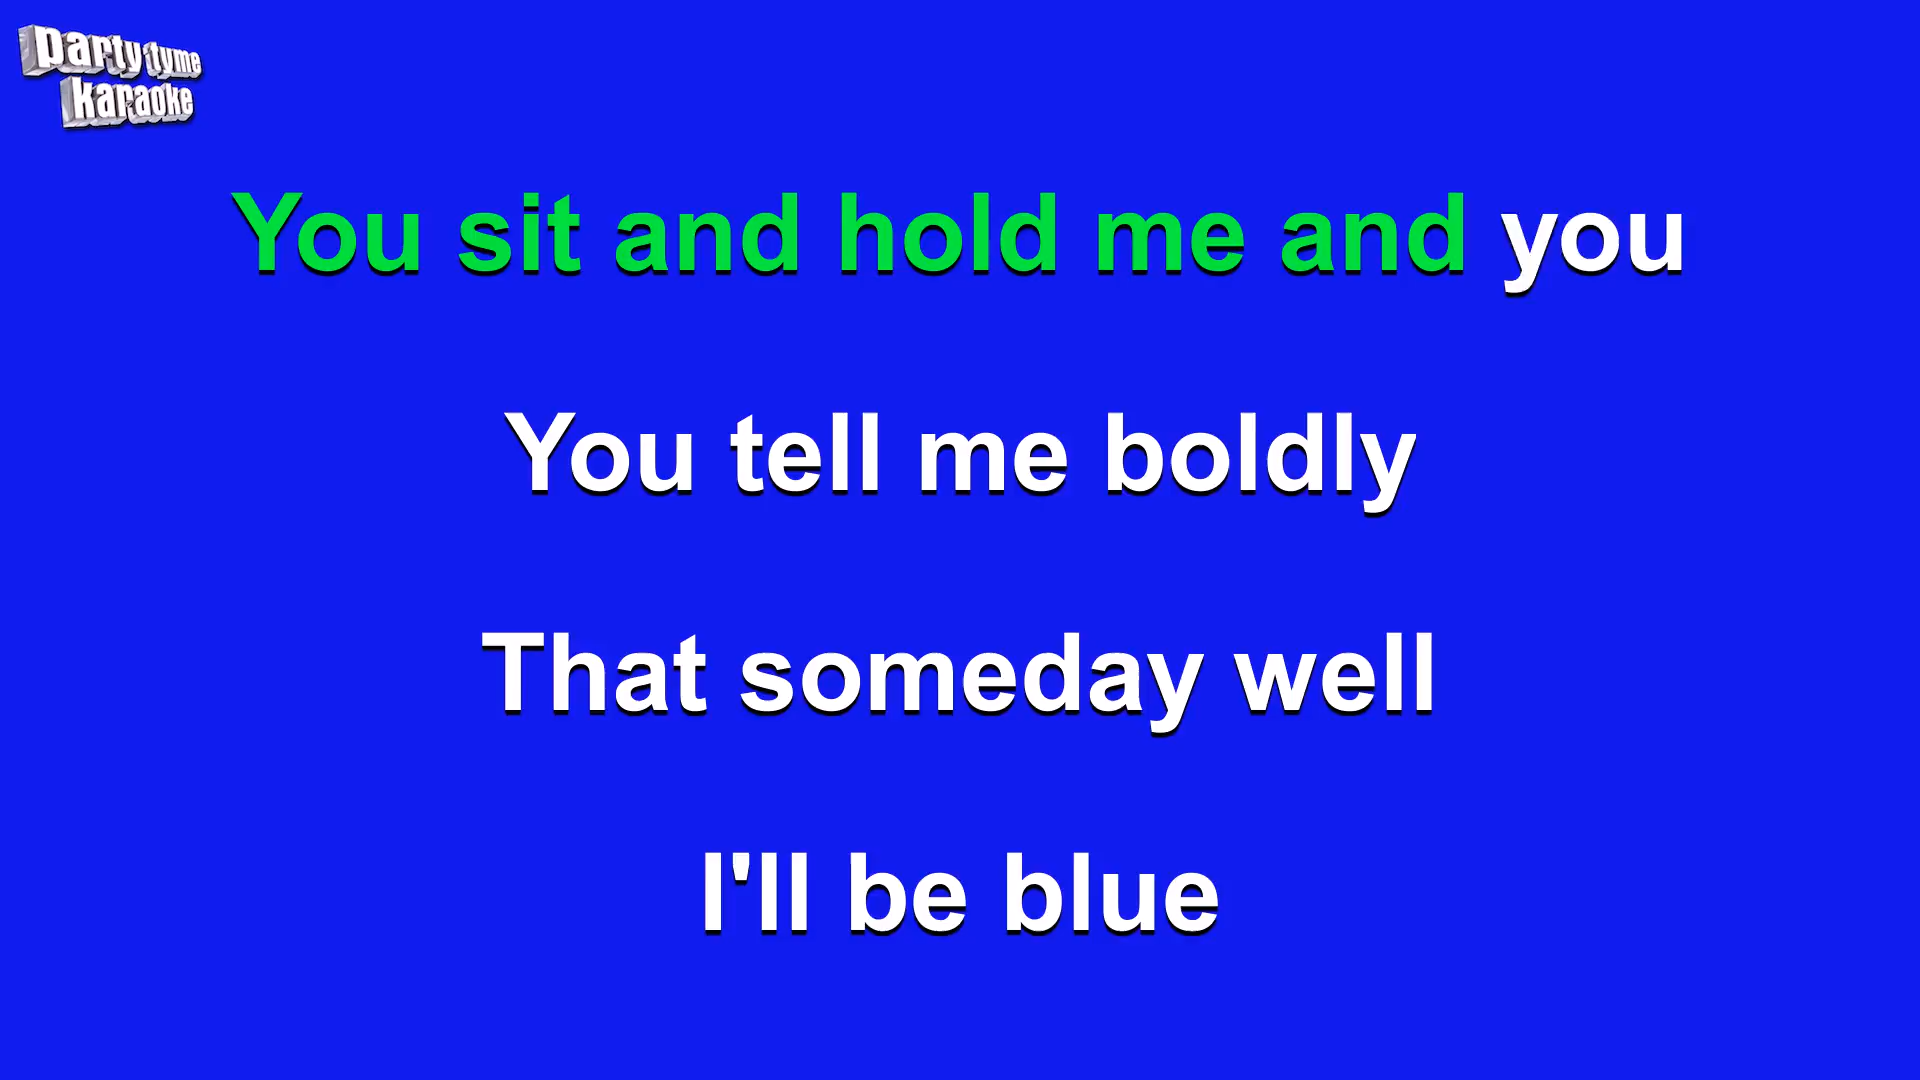 party tyme
karaoke
You sit and hold me and you
You tell me boldly
That someday well
I'll be blue